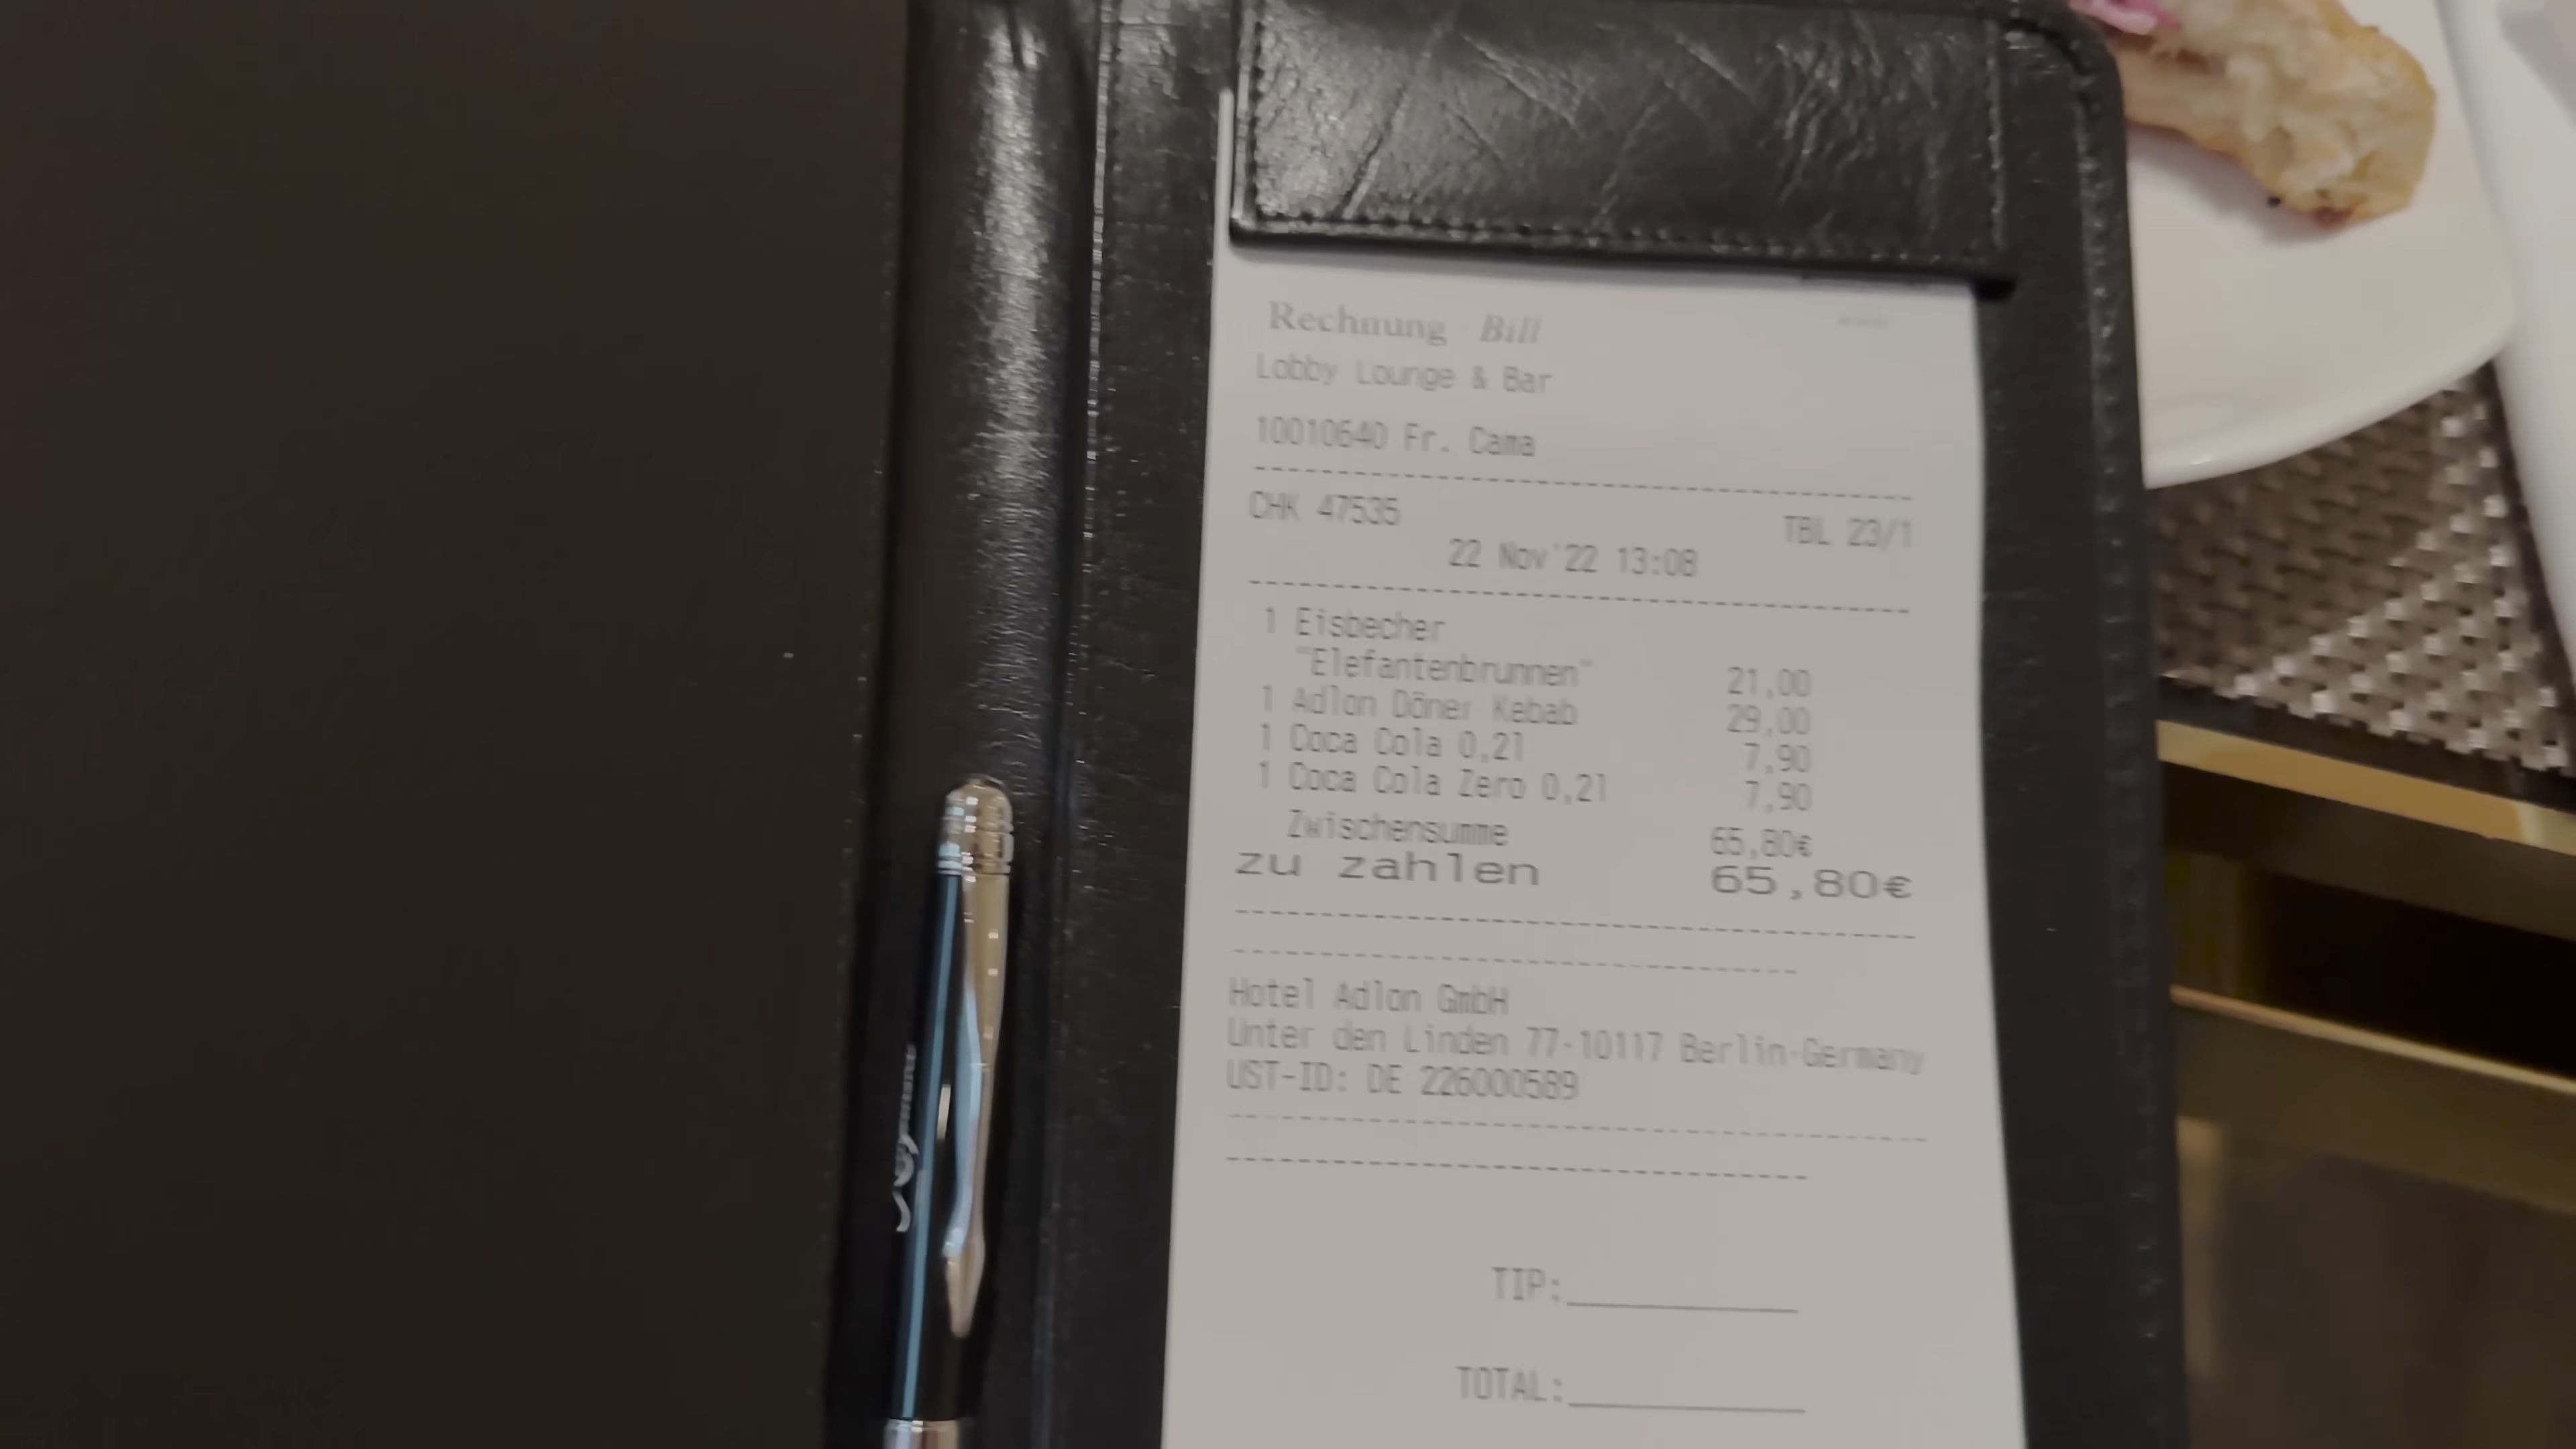 Rechnung Bill
Lobby Lounge & Bar
10010640 Fr. Cama
CHK 47535 TBL 23/1
22 Nov'22 13:08
1 Eisbecher
"Elefantenbrunnen" 21,00
1 Adlon Döner Kebab 29,00
1 Coca Cola 0,2l 7,90
1 Coca Cola Zero 0,2l 7,90
Zwischensumme 65,80€
zu zahlen 65,80€
Hotel Adlon GmbH
Unter den Linden 77-10117 Berlin-Germany
UST-ID: DE 226000589
TIP:
TOTAL: